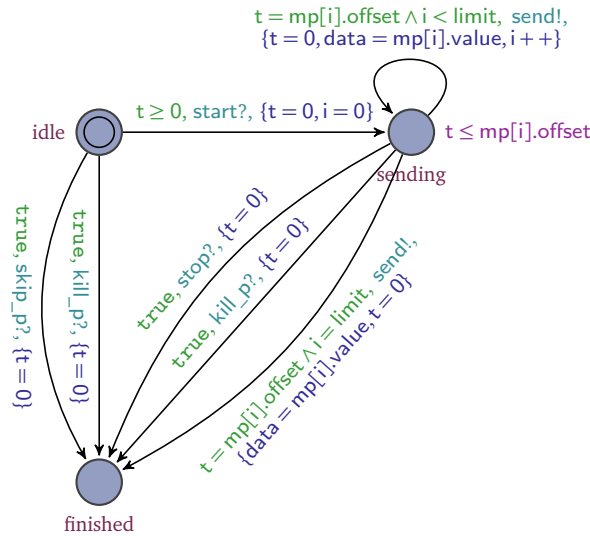 t = mp[i].offset ∧ i < limit, send!,
{t = 0, data = mp[i].value, i + +}
t ≥ 0, start?, {t = 0, i = 0}
idle
t ≤ mp[i].offset
sending
true, skip_p?, {t = 0}
true, kill_p?, {t = 0}
true, stop?, {t = 0}
true, kill_p?, {t = 0}
t = mp[i].offset ∧ i = limit, send!,
{data = mp[i].value, t = 0}
finished